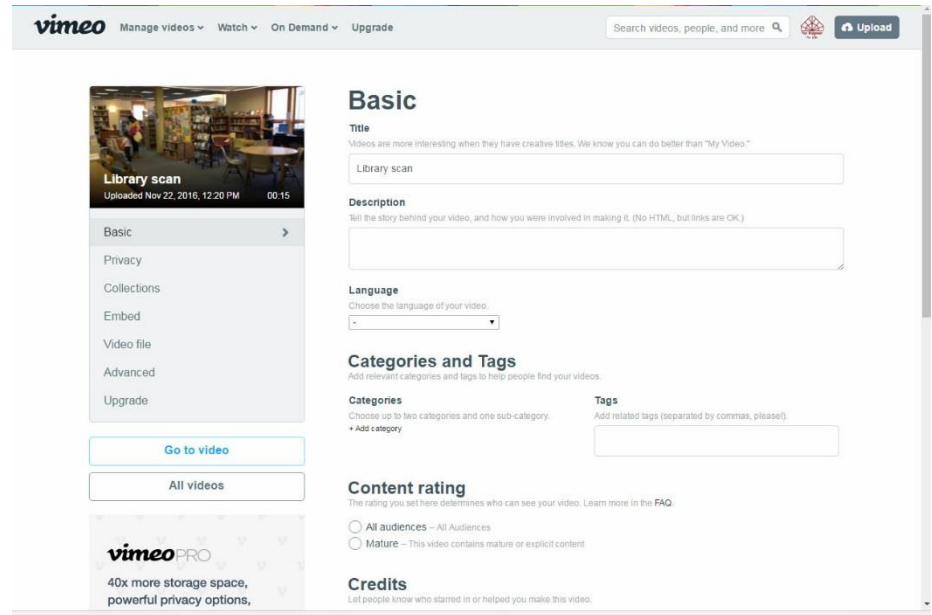 vimeo Manage videos Watch On Demand Upgrade Search videos, people, and more Upload
Library scan
Uploaded Nov 22, 2016, 12:20 PM 00:15
Basic
Privacy
Collections
Embed
Video file
Advanced
Upgrade
Go to video
All videos
vimeo PRO
40x more storage space,
powerful privacy options,
Basic
Title
Videos are more interesting when they have creative titles. We know you can do better than "My Video."
Library scan
Description
Tell the story behind your video, and how you were involved in making it. (No HTML, but links are OK.)
Language
Choose the language of your video.
-
Categories and Tags
Add relevant categories and tags to help people find your videos.
Categories
Choose up to two categories and one sub-category.
+ Add category
Tags
Add related tags (separated by commas, please!).
Content rating
The rating you set here determines who can see your video. Learn more in the FAQ.
All audiences – All Audiences
Mature – This video contains mature or explicit content
Credits
Let people know who starred in or helped you make this video.